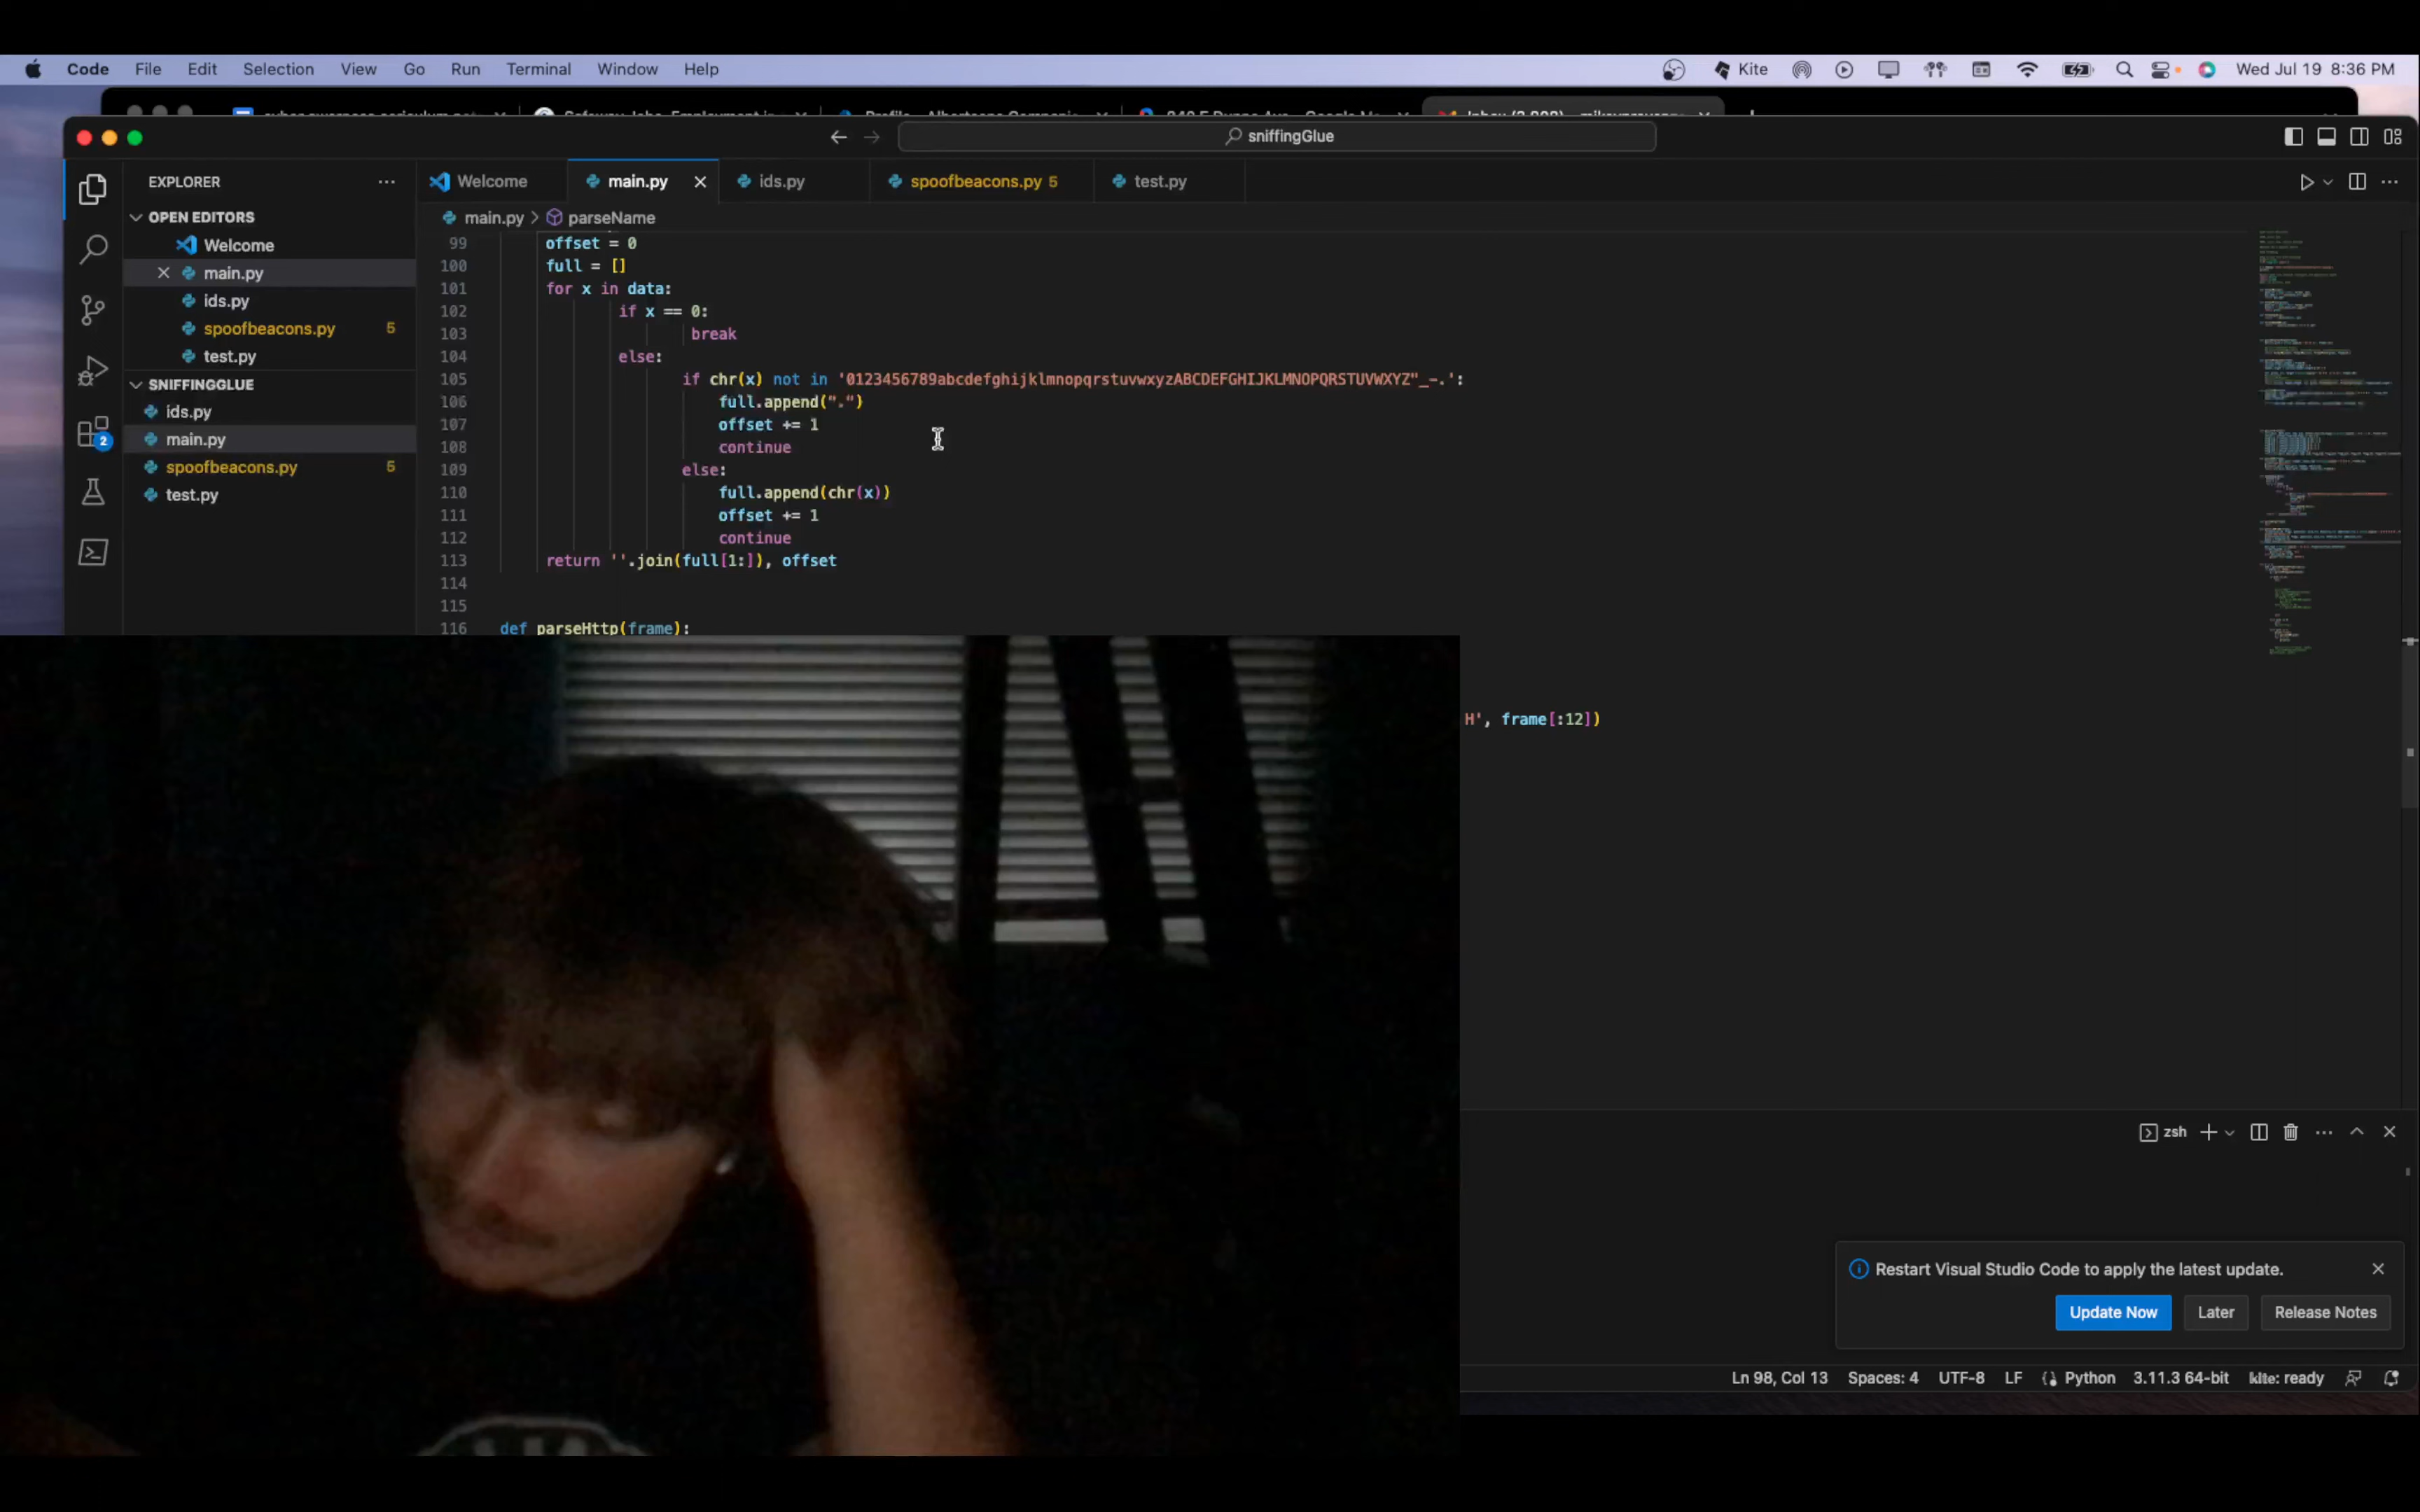 Code File Edit Selection View Go Run Terminal Window Help Kite Wed Jul 19 8:36 PM
sniffingGlue
EXPLORER
Welcome main.py ids.py spoofbeacons.py 5 test.py
main.py > parseName
OPEN EDITORS
Welcome
main.py
ids.py
spoofbeacons.py 5
test.py
SNIFFINGGLUE
ids.py
main.py
spoofbeacons.py 5
test.py
2
99 offset = 0
100 full = []
101 for x in data:
102 if x == 0:
103 break
104 else:
105 if chr(x) not in '0123456789abcdefghijklmnopqrstuvwxyzABCDEFGHIJKLMNOPQRSTUVWXYZ"_-.':
106 full.append(".")
107 offset += 1
108 continue
109 else:
110 full.append(chr(x))
111 offset += 1
112 continue
113 return ''.join(full[1:]), offset
114
115
116 def parseHttp(frame):
H', frame[:12])
zsh
Restart Visual Studio Code to apply the latest update.
Update Now Later Release Notes
Ln 98, Col 13 Spaces: 4 UTF-8 LF Python 3.11.3 64-bit kite: ready